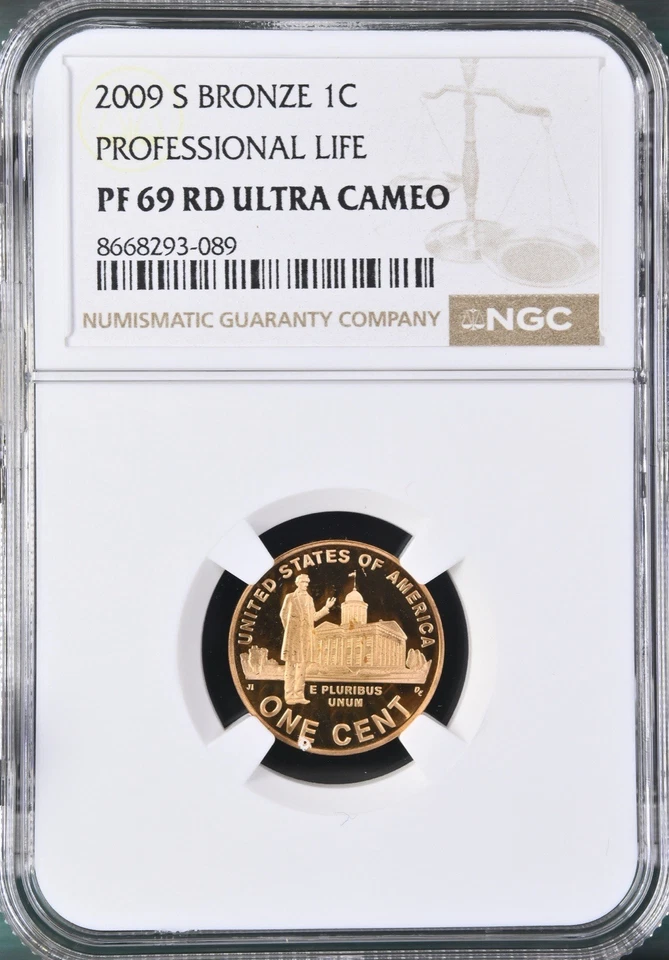 2009 S BRONZE 1C
PROFESSIONAL LIFE
PF 69 RD ULTRA CAMEO
8668293-089
NUMISMATIC GUARANTY COMPANY
NGC
UNITED STATES OF AMERICA
JI
E PLURIBUS
UNUM
ONE CENT